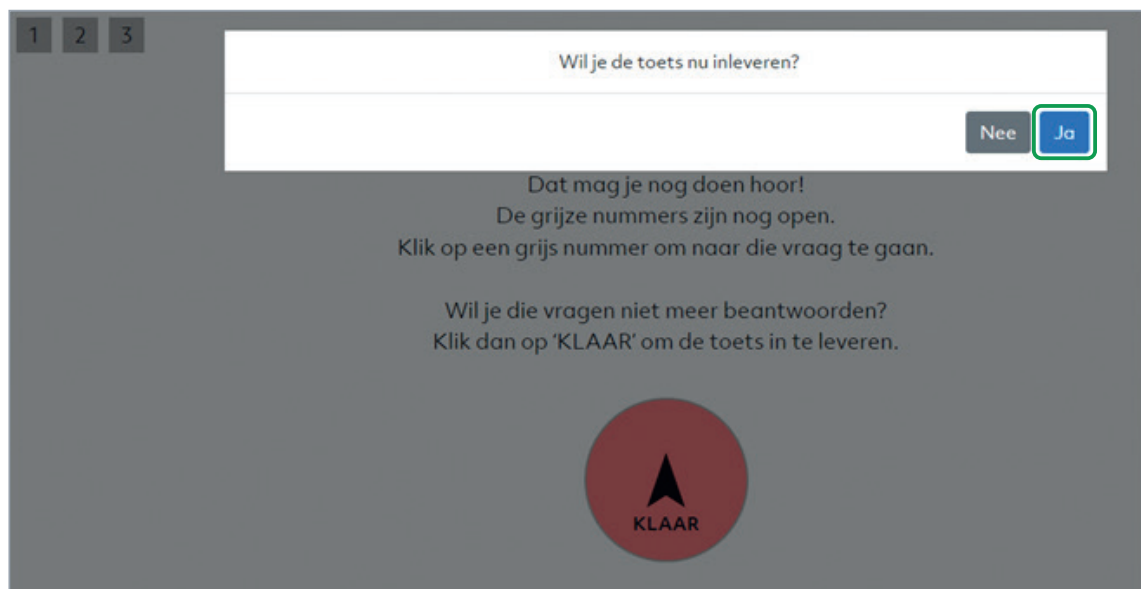 1 2 3
Wil je de toets nu inleveren?
Nee Ja
Dat mag je nog doen hoor!
De grijze nummers zijn nog open.
Klik op een grijs nummer om naar die vraag te gaan.
Wil je die vragen niet meer beantwoorden?
Klik dan op ‘KLAAR’ om de toets in te leveren.
KLAAR